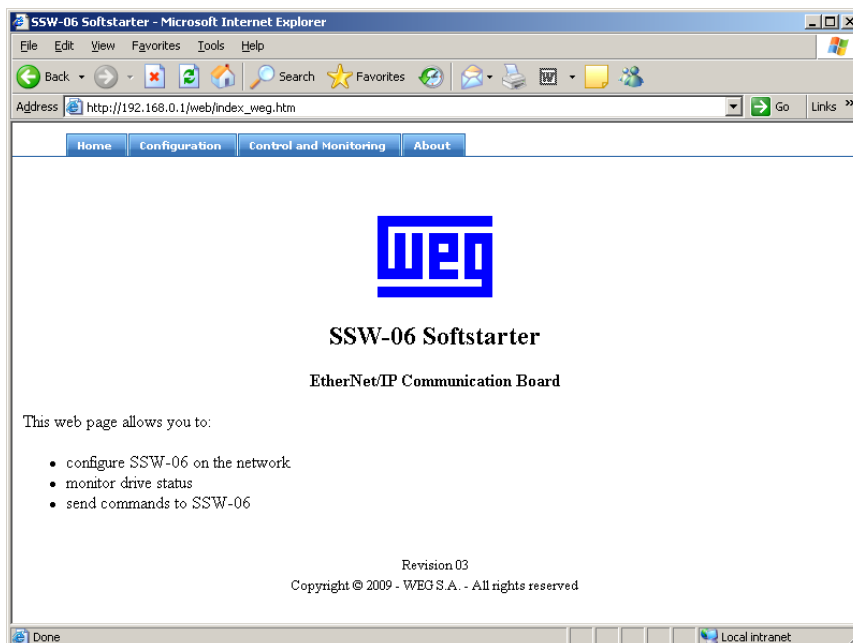 SSW-06 Softstarter - Microsoft Internet Explorer
File Edit View Favorites Tools Help
Back Search Favorites
Address http://192.168.0.1/web/index_weg.htm Go Links »
Home Configuration Control and Monitoring About
weg
SSW-06 Softstarter
EtherNet/IP Communication Board
This web page allows you to:
• configure SSW-06 on the network
• monitor drive status
• send commands to SSW-06
Revision 03
Copyright © 2009 - WEG S.A. - All rights reserved
Done Local intranet